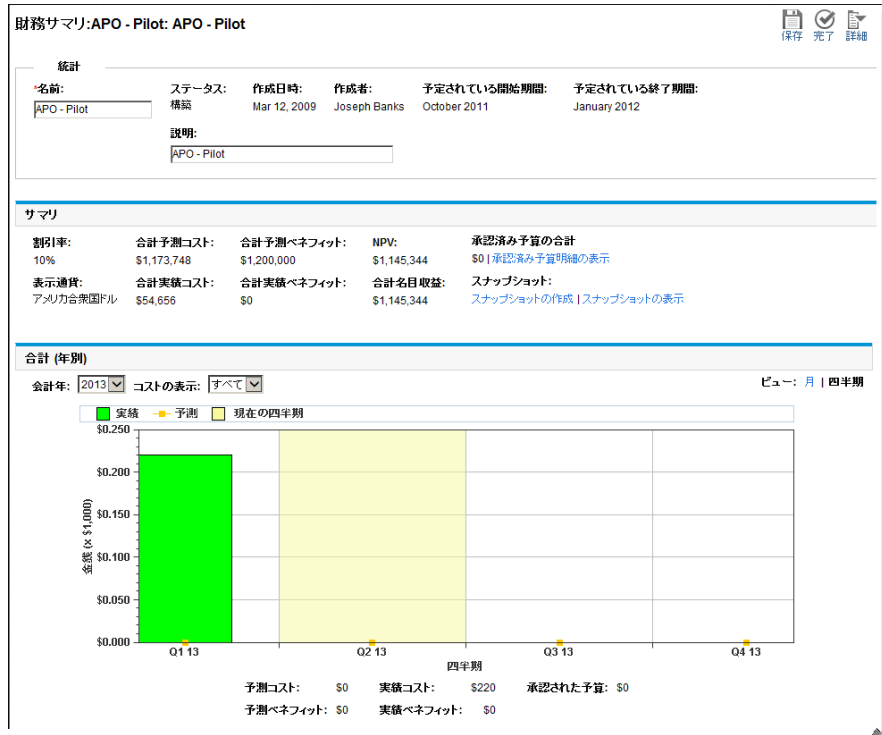 財務サマリ:APO - Pilot: APO - Pilot
保存 完了 詳細
統計
*名前: ステータス: 作成日時: 作成者: 予定されている開始期間: 予定されている終了期間:
APO - Pilot 構築 Mar 12, 2009 Joseph Banks October 2011 January 2012
説明:
APO - Pilot
サマリ
割引率: 合計予測コスト: 合計予測ベネフィット: NPV: 承認済み予算の合計
10% $1,173,748 $1,200,000 $1,145,344 $0 | 承認済み予算明細の表示
表示通貨: 合計実績コスト: 合計実績ベネフィット: 合計名目収益: スナップショット:
アメリカ合衆国ドル $54,656 $0 $1,145,344 スナップショットの作成 | スナップショットの表示
合計 (年別)
会計年: 2013 コストの表示: すべて ビュー: 月 | 四半期
実績 予測 現在の四半期
$0.250
$0.200
$0.150
$0.100
$0.050
$0.000
金銭 (x $1,000)
Q1 13 Q2 13 Q3 13 Q4 13
四半期
予測コスト: $0 実績コスト: $220 承認された予算: $0
予測ベネフィット: $0 実績ベネフィット: $0